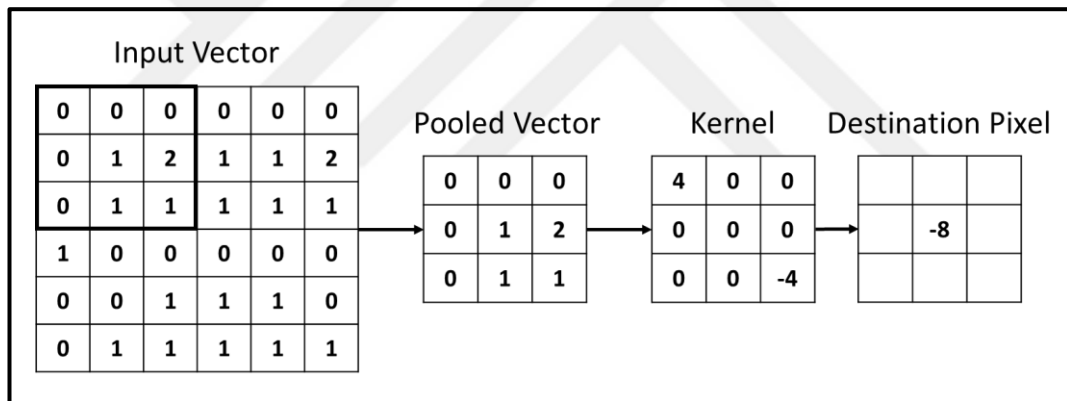 Input Vector
0 0 0 0 0 0
0 1 2 1 1 2
0 1 1 1 1 1
1 0 0 0 0 0
0 0 1 1 1 0
0 1 1 1 1 1
Pooled Vector
0 0 0
0 1 2
0 1 1
Kernel
4 0 0
0 0 0
0 0 -4
Destination Pixel
-8